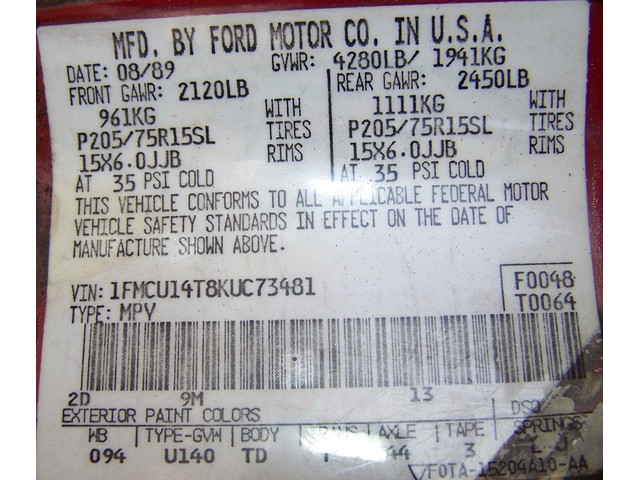 MFD. BY FORD MOTOR CO. IN U.S.A.
DATE: 08/89 GVWR: 4280LB/ 1941KG
FRONT GAWR: 2120LB REAR GAWR: 2450LB
961KG WITH 1111KG WITH
P205/75R15SL TIRES P205/75R15SL TIRES
15X6.0JJB RIMS 15X6.0JJB RIMS
AT 35 PSI COLD AT 35 PSI COLD
THIS VEHICLE CONFORMS TO ALL APPLICABLE FEDERAL MOTOR
VEHICLE SAFETY STANDARDS IN EFFECT ON THE DATE OF
MANUFACTURE SHOWN ABOVE.
VIN: 1FMCU14T8KUC73481 F0048
TYPE: MPV T0064
2D 9M 13
EXTERIOR PAINT COLORS DSO
WB TYPE-GVW BODY TRANS AXLE TAPE SPRINGS
094 U140 TD 44 3 L J
F0TA-15204A10-AA